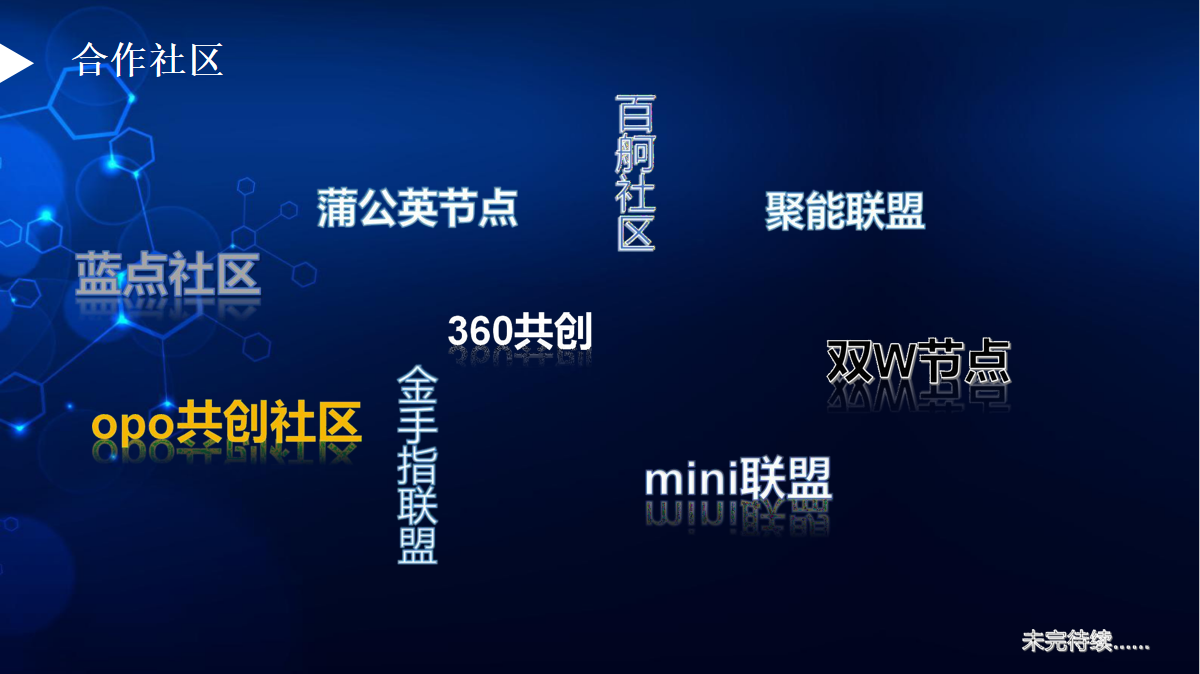 合作社区
百舸社区
蒲公英节点
聚能联盟
蓝点社区
360共创
双W节点
金手指联盟
opo共创社区
mini联盟
未完待续……